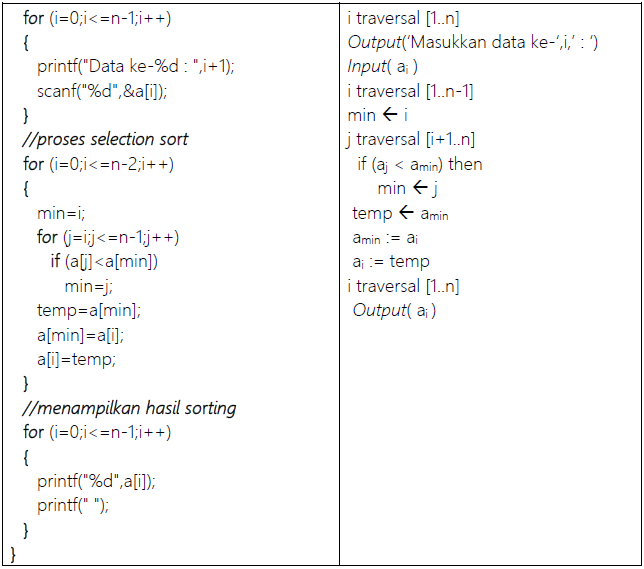 for (i=0;i<=n-1;i++)
{
printf("Data ke-%d : ",i+1);
scanf("%d",&a[i]);
}
//proses selection sort
for (i=0;i<=n-2;i++)
{
min=i;
for (j=i;j<=n-1;j++)
if (a[j]<a[min])
min=j;
temp=a[min];
a[min]=a[i];
a[i]=temp;
}
//menampilkan hasil sorting
for (i=0;i<=n-1;i++)
{
printf("%d",a[i]);
printf(" ");
}
}
i traversal [1..n]
Output('Masukkan data ke-',i,' : ')
Input( ai )
i traversal [1..n-1]
min ← i
j traversal [i+1..n]
if (aj < amin) then
min ← j
temp ← amin
amin := ai
ai := temp
i traversal [1..n]
Output( ai )